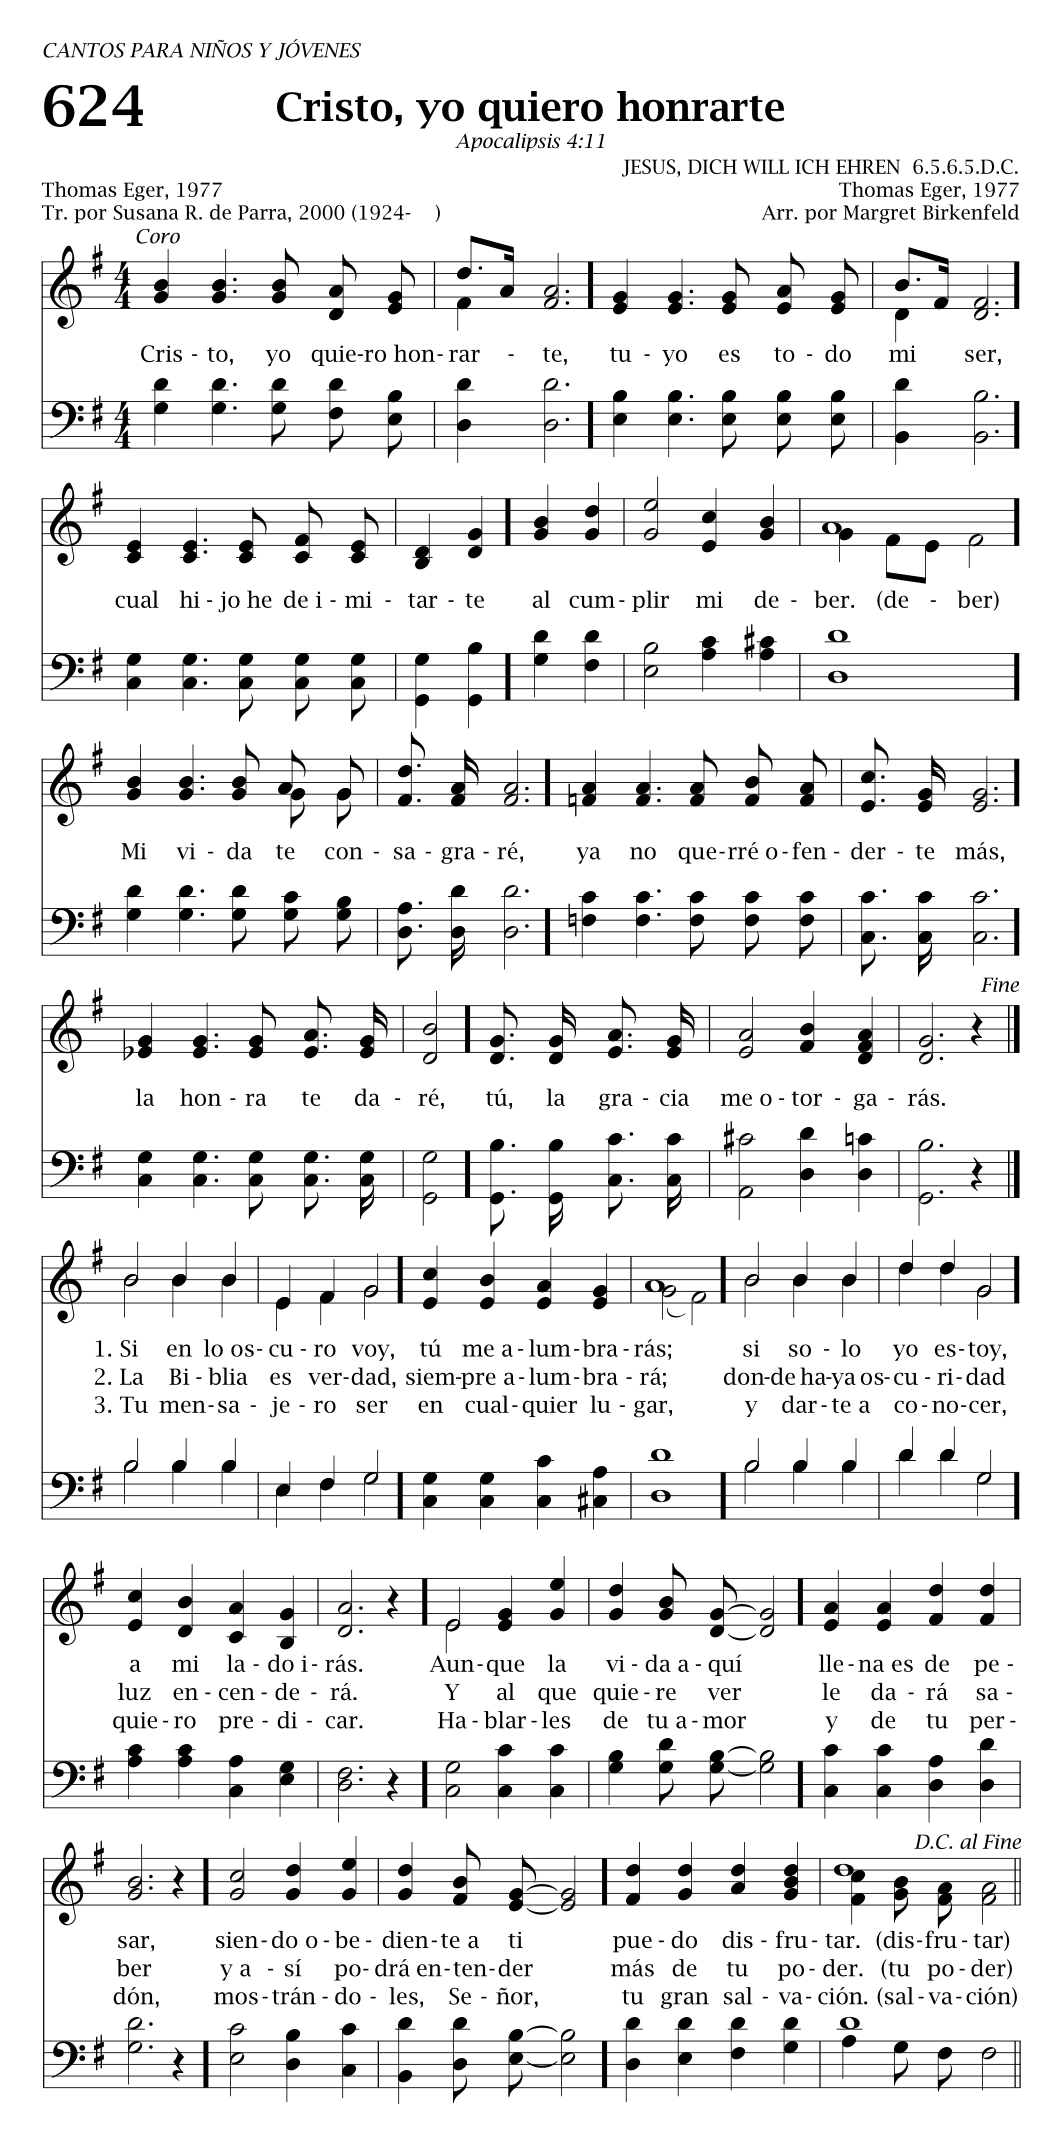 CANTOS PARA NIÑOS Y JÓVENES
624 Cristo, yo quiero honrarte
Apocalipsis 4:11
JESUS, DICH WILL ICH EHREN 6.5.6.5.D.C.
Thomas Eger, 1977 Thomas Eger, 1977
Tr. por Susana R. de Parra, 2000 (1924- ) Arr. por Margret Birkenfeld
Coro
Cris - to, yo quie-ro hon-rar - te, tu - yo es to - do mi ser,
cual hi - jo he de i - mi - tar - te al cum-plir mi de - ber. (de - ber)
Mi vi - da te con - sa - gra - ré, ya no que-rré o-fen - der - te más,
Fine
la hon - ra te da - ré, tú, la gra - cia me o - tor - ga - rás.
1. Si en lo os-cu - ro voy, tú me a-lum-bra-rás; si so - lo yo es-toy,
2. La Bi - blia es ver-dad, siem-pre a-lum-bra - rá; don-de ha-ya os-cu - ri - dad
3. Tu men-sa - je - ro ser en cual-quier lu - gar, y dar-te a co-no-cer,
a mi la - do i-rás. Aun-que la vi - da a - quí lle-na es de pe -
luz en - cen - de - rá. Y al que quie - re ver le da - rá sa -
quie-ro pre - di - car. Ha - blar-les de tu a-mor y de tu per -
D.C. al Fine
sar, sien-do o-be - dien-te a ti pue - do dis - fru - tar. (dis-fru - tar)
ber y a - sí po- drá en-ten-der más de tu po - der. (tu po - der)
dón, mos-trán - do - les, Se - ñor, tu gran sal - va-ción. (sal - va-ción)